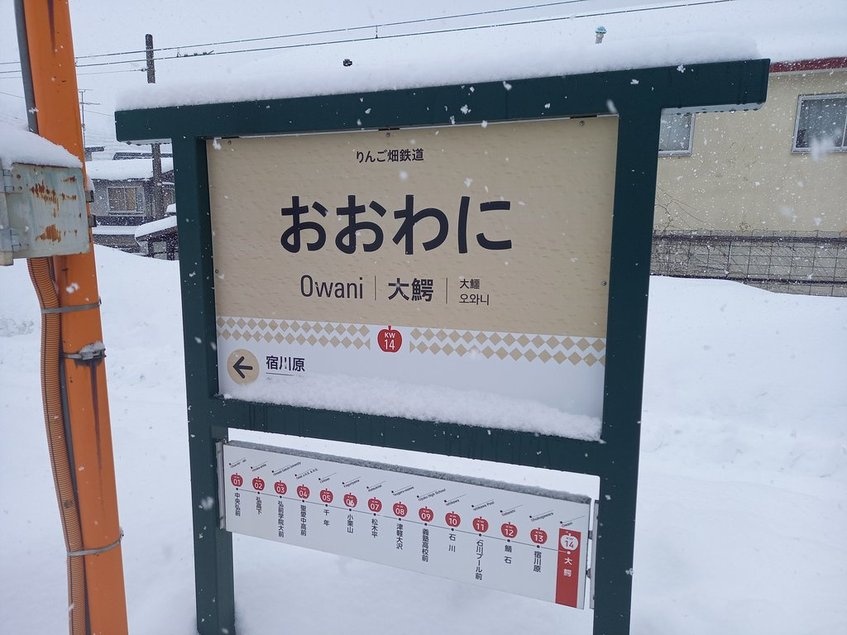 りんご畑鉄道
おおわに
Owani
大鰐
大鰐
오와니
KW
14
宿川原
01
02
03
04
05
06
07
08
09
10
11
12
13
14
中央弘前
弘高下
弘前学院大前
聖愛中高前
千年
小栗山
松木平
津軽大沢
義塾高校前
石川
石川プール前
鯖石
宿川原
大鰐